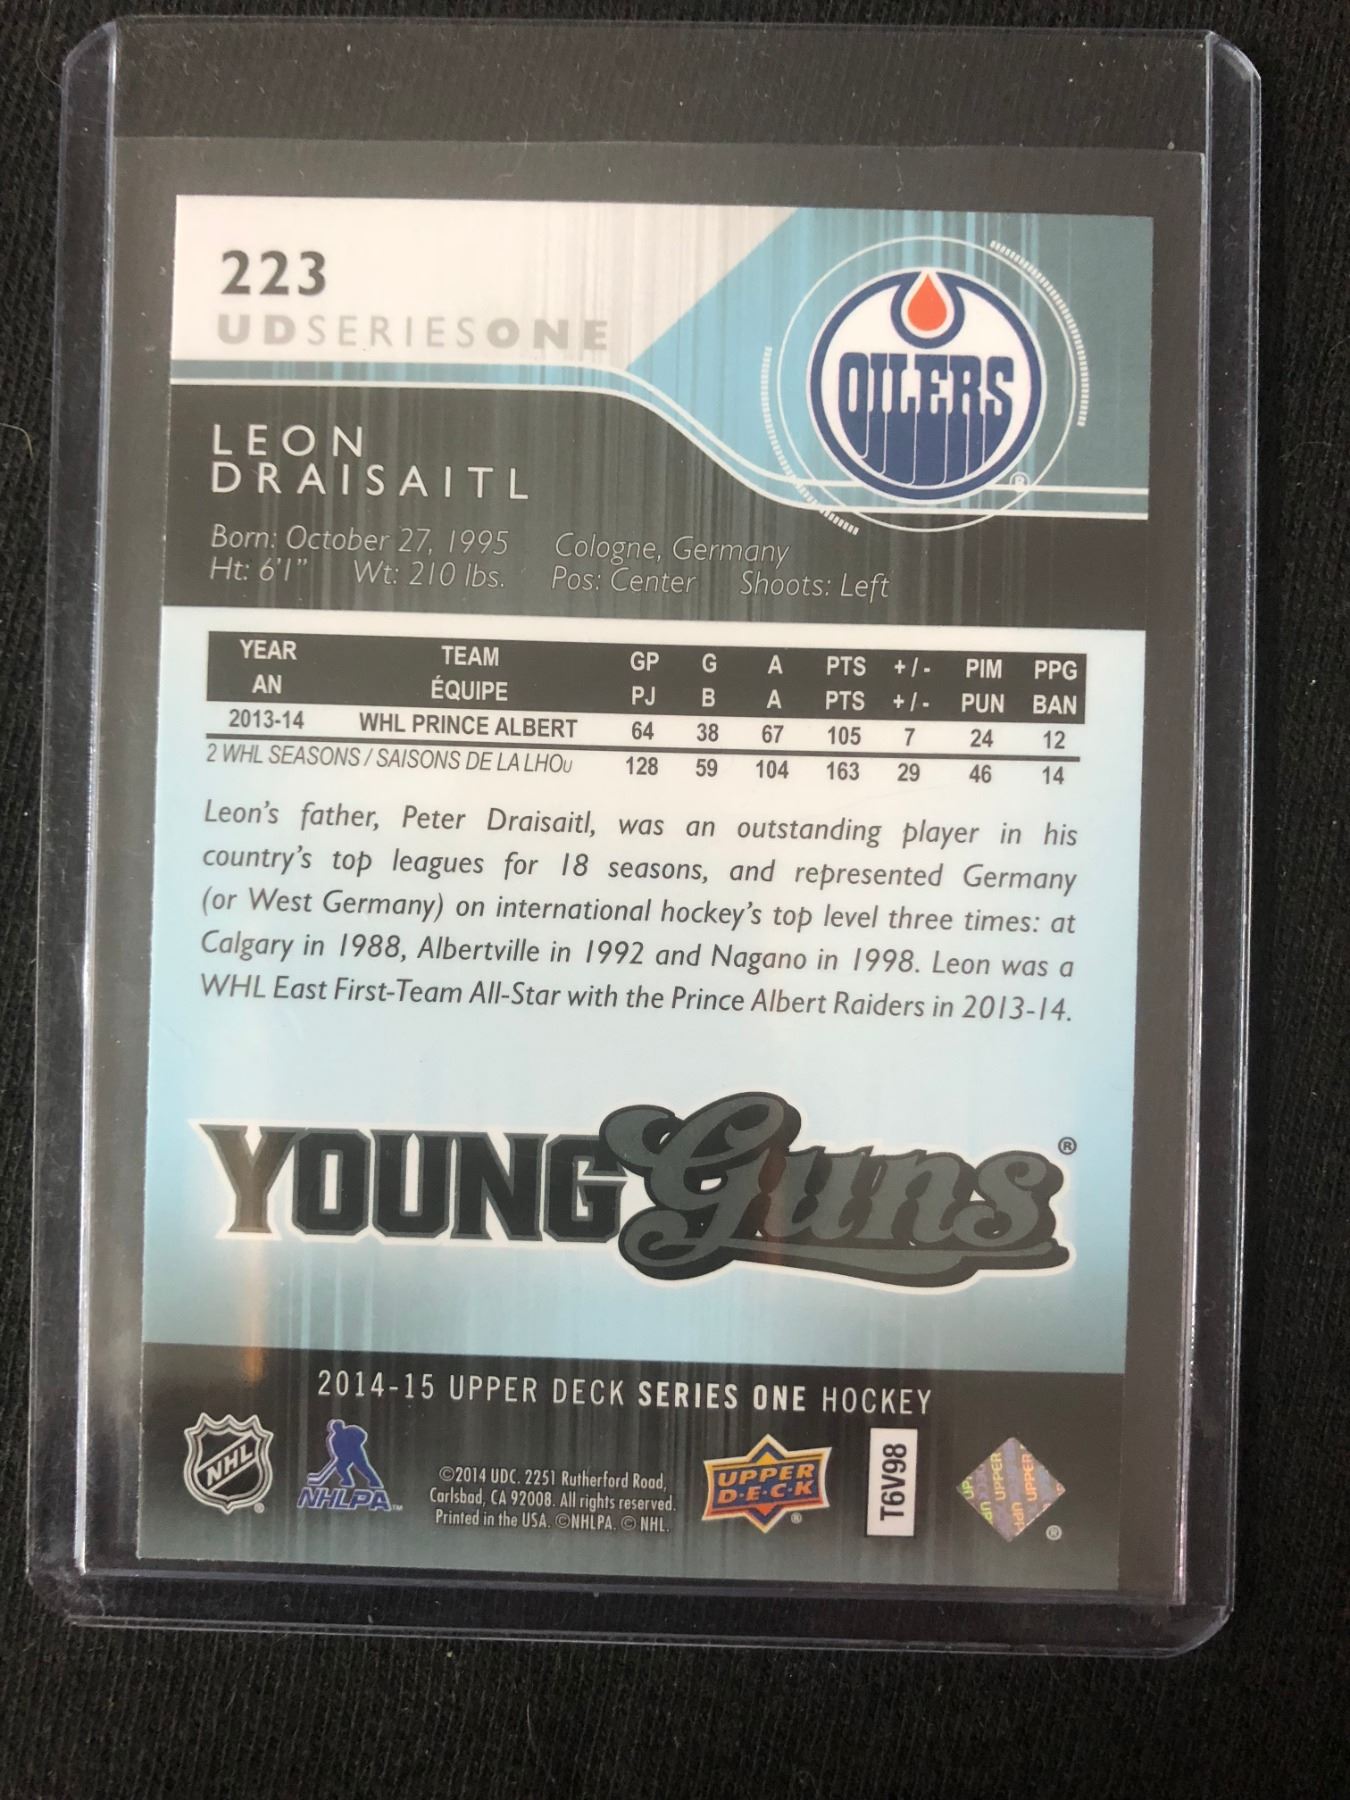 223
UDSERIESONE
OILERS
®
LEON
DRAISAITL
Born: October 27, 1995 Cologne, Germany
Ht: 6'1" Wt: 210 lbs. Pos: Center Shoots: Left
YEAR TEAM GP G A PTS +/- PIM PPG
AN ÉQUIPE PJ B A PTS +/- PUN BAN
2013-14 WHL PRINCE ALBERT 64 38 67 105 7 24 12
2 WHL SEASONS / SAISONS DE LA LHOU 128 59 104 163 29 46 14
Leon's father, Peter Draisaitl, was an outstanding player in his
country's top leagues for 18 seasons, and represented Germany
(or West Germany) on international hockey's top level three times: at
Calgary in 1988, Albertville in 1992 and Nagano in 1998. Leon was a
WHL East First-Team All-Star with the Prince Albert Raiders in 2013-14.
YOUNG Guns®
2014-15 UPPER DECK SERIES ONE HOCKEY
NHL®
NHLPA™
©2014 UDC. 2251 Rutherford Road,
Carlsbad, CA 92008. All rights reserved.
Printed in the USA. ©NHLPA. © NHL.
UPPER
D·E·C·K®
T6V98
UPPER
UPPER
®